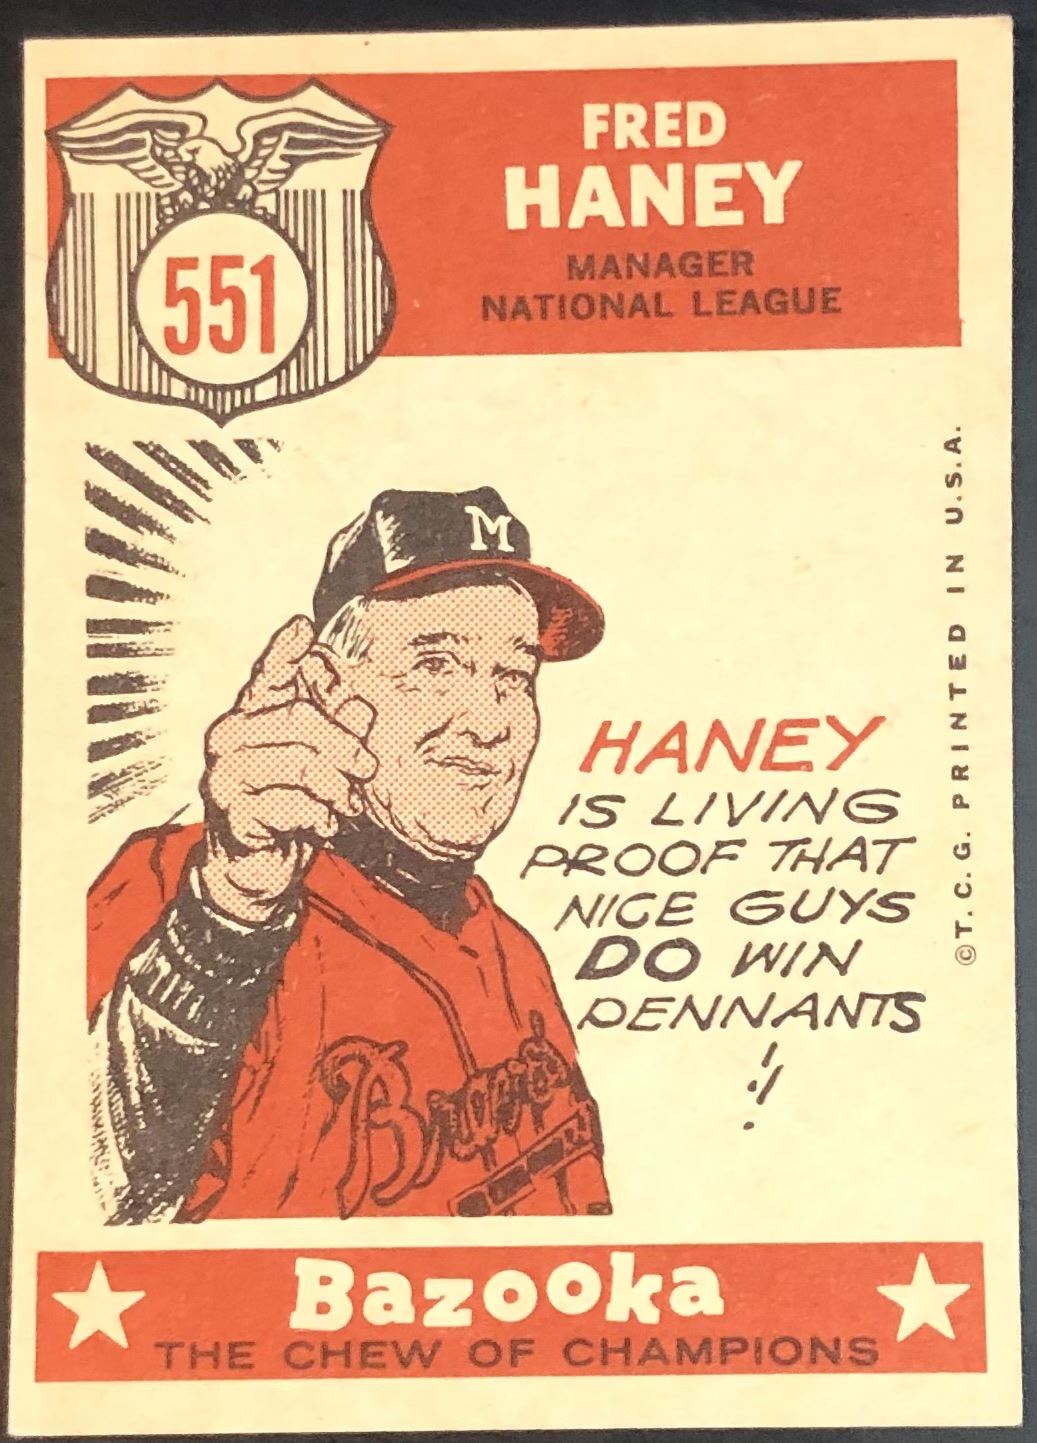 551
FRED
HANEY
MANAGER
NATIONAL LEAGUE
M
HANEY
IS LIVING
PROOF THAT
NICE GUYS
DO WIN
PENNANTS
!
Braves
©T.C.G. PRINTED IN U.S.A.
Bazooka
THE CHEW OF CHAMPIONS